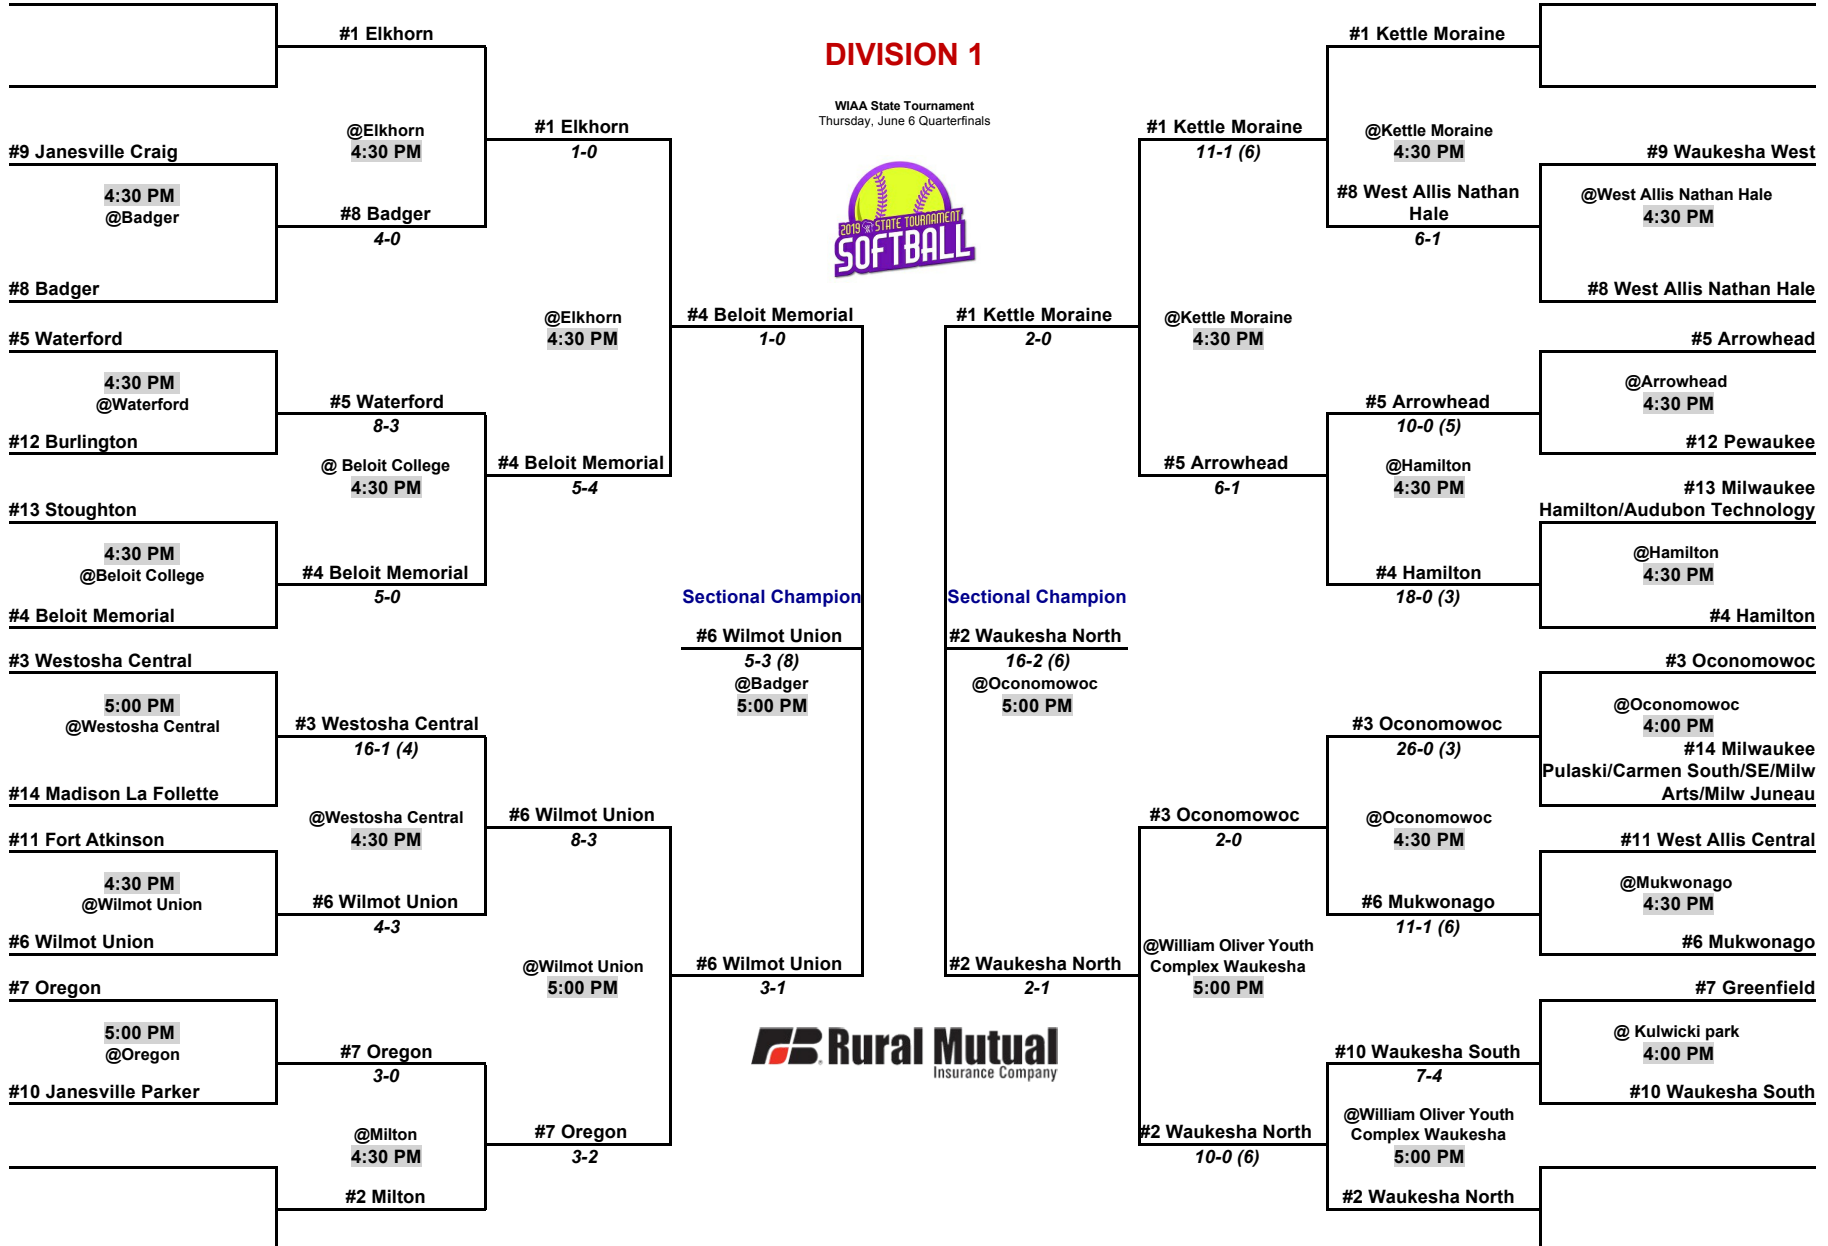 DIVISION 1
WIAA State Tournament
Thursday, June 6 Quarterfinals
2019 STATE TOURNAMENT
SOFTBALL
#9 Janesville Craig
4:30 PM
@Badger
#8 Badger
#5 Waterford
4:30 PM
@Waterford
#12 Burlington
#13 Stoughton
4:30 PM
@Beloit College
#4 Beloit Memorial
#3 Westosha Central
5:00 PM
@Westosha Central
#14 Madison La Follette
#11 Fort Atkinson
4:30 PM
@Wilmot Union
#6 Wilmot Union
#7 Oregon
5:00 PM
@Oregon
#10 Janesville Parker
#1 Elkhorn
@Elkhorn
4:30 PM
#8 Badger
4-0
#5 Waterford
8-3
@ Beloit College
4:30 PM
#4 Beloit Memorial
5-0
#3 Westosha Central
16-1 (4)
@Westosha Central
4:30 PM
#6 Wilmot Union
4-3
#7 Oregon
3-0
@Milton
4:30 PM
#2 Milton
#1 Elkhorn
1-0
@Elkhorn
4:30 PM
#4 Beloit Memorial
5-4
#6 Wilmot Union
8-3
@Wilmot Union
5:00 PM
#7 Oregon
3-2
#4 Beloit Memorial
1-0
Sectional Champion
#6 Wilmot Union
5-3 (8)
@Badger
5:00 PM
#6 Wilmot Union
3-1
#1 Kettle Moraine
2-0
Sectional Champion
#2 Waukesha North
16-2 (6)
@Oconomowoc
5:00 PM
#2 Waukesha North
2-1
#1 Kettle Moraine
11-1 (6)
@Kettle Moraine
4:30 PM
#5 Arrowhead
6-1
#3 Oconomowoc
2-0
@William Oliver Youth
Complex Waukesha
5:00 PM
#2 Waukesha North
10-0 (6)
#1 Kettle Moraine
@Kettle Moraine
4:30 PM
#8 West Allis Nathan
Hale
6-1
#5 Arrowhead
10-0 (5)
@Hamilton
4:30 PM
#4 Hamilton
18-0 (3)
#3 Oconomowoc
26-0 (3)
@Oconomowoc
4:30 PM
#6 Mukwonago
11-1 (6)
#10 Waukesha South
7-4
@William Oliver Youth
Complex Waukesha
5:00 PM
#2 Waukesha North
#9 Waukesha West
@West Allis Nathan Hale
4:30 PM
#8 West Allis Nathan Hale
#5 Arrowhead
@Arrowhead
4:30 PM
#12 Pewaukee
#13 Milwaukee
Hamilton/Audubon Technology
@Hamilton
4:30 PM
#4 Hamilton
#3 Oconomowoc
@Oconomowoc
4:00 PM
#14 Milwaukee
Pulaski/Carmen South/SE/Milw
Arts/Milw Juneau
#11 West Allis Central
@Mukwonago
4:30 PM
#6 Mukwonago
#7 Greenfield
@ Kulwicki park
4:00 PM
#10 Waukesha South
Rural Mutual
Insurance Company